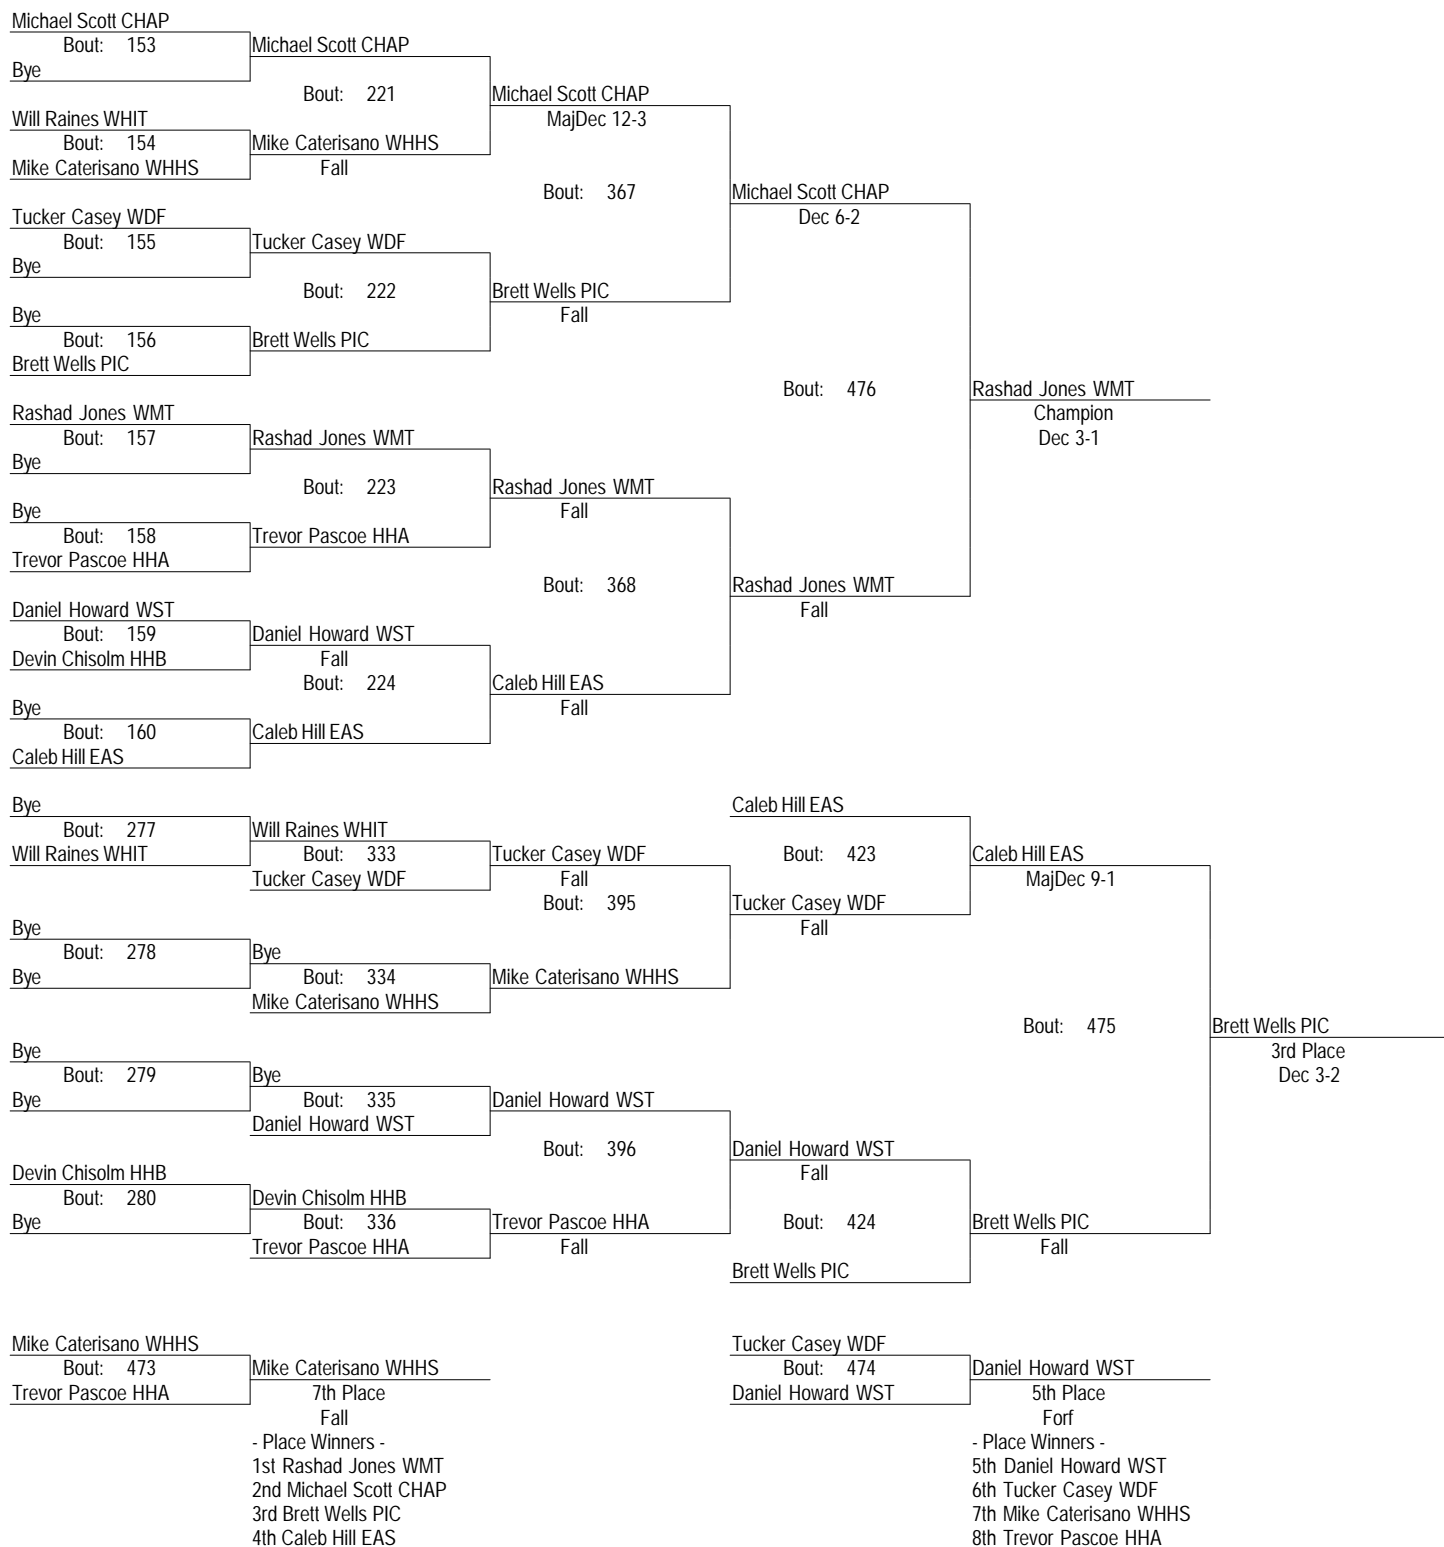 Michael Scott CHAP
Bout: 153
Michael Scott CHAP
Bye
Bout: 221
Michael Scott CHAP
Will Raines WHIT
MajDec 12-3
Bout: 154
Mike Caterisano WHHS
Mike Caterisano WHHS
Fall
Bout: 367
Michael Scott CHAP
Tucker Casey WDF
Dec 6-2
Bout: 155
Tucker Casey WDF
Bye
Bout: 222
Brett Wells PIC
Bye
Fall
Bout: 156
Brett Wells PIC
Brett Wells PIC
Bout: 476
Rashad Jones WMT
Rashad Jones WMT
Champion
Bout: 157
Rashad Jones WMT
Dec 3-1
Bye
Bout: 223
Rashad Jones WMT
Bye
Fall
Bout: 158
Trevor Pascoe HHA
Trevor Pascoe HHA
Bout: 368
Rashad Jones WMT
Daniel Howard WST
Fall
Bout: 159
Daniel Howard WST
Devin Chisolm HHB
Fall
Bout: 224
Caleb Hill EAS
Bye
Fall
Bout: 160
Caleb Hill EAS
Caleb Hill EAS
Bye
Caleb Hill EAS
Bout: 277
Will Raines WHIT
Will Raines WHIT
Bout: 333
Tucker Casey WDF
Bout: 423
Caleb Hill EAS
Tucker Casey WDF
Fall
MajDec 9-1
Bout: 395
Tucker Casey WDF
Bye
Fall
Bout: 278
Bye
Bye
Bout: 334
Mike Caterisano WHHS
Mike Caterisano WHHS
Bout: 475
Brett Wells PIC
Bye
3rd Place
Bout: 279
Bye
Dec 3-2
Bye
Bout: 335
Daniel Howard WST
Daniel Howard WST
Bout: 396
Daniel Howard WST
Devin Chisolm HHB
Fall
Bout: 280
Devin Chisolm HHB
Bye
Bout: 336
Trevor Pascoe HHA
Bout: 424
Brett Wells PIC
Trevor Pascoe HHA
Fall
Fall
Brett Wells PIC
Mike Caterisano WHHS
Bout: 473
Mike Caterisano WHHS
Trevor Pascoe HHA
7th Place
Fall
- Place Winners -
1st Rashad Jones WMT
2nd Michael Scott CHAP
3rd Brett Wells PIC
4th Caleb Hill EAS
Tucker Casey WDF
Bout: 474
Daniel Howard WST
Daniel Howard WST
5th Place
Forf
- Place Winners -
5th Daniel Howard WST
6th Tucker Casey WDF
7th Mike Caterisano WHHS
8th Trevor Pascoe HHA